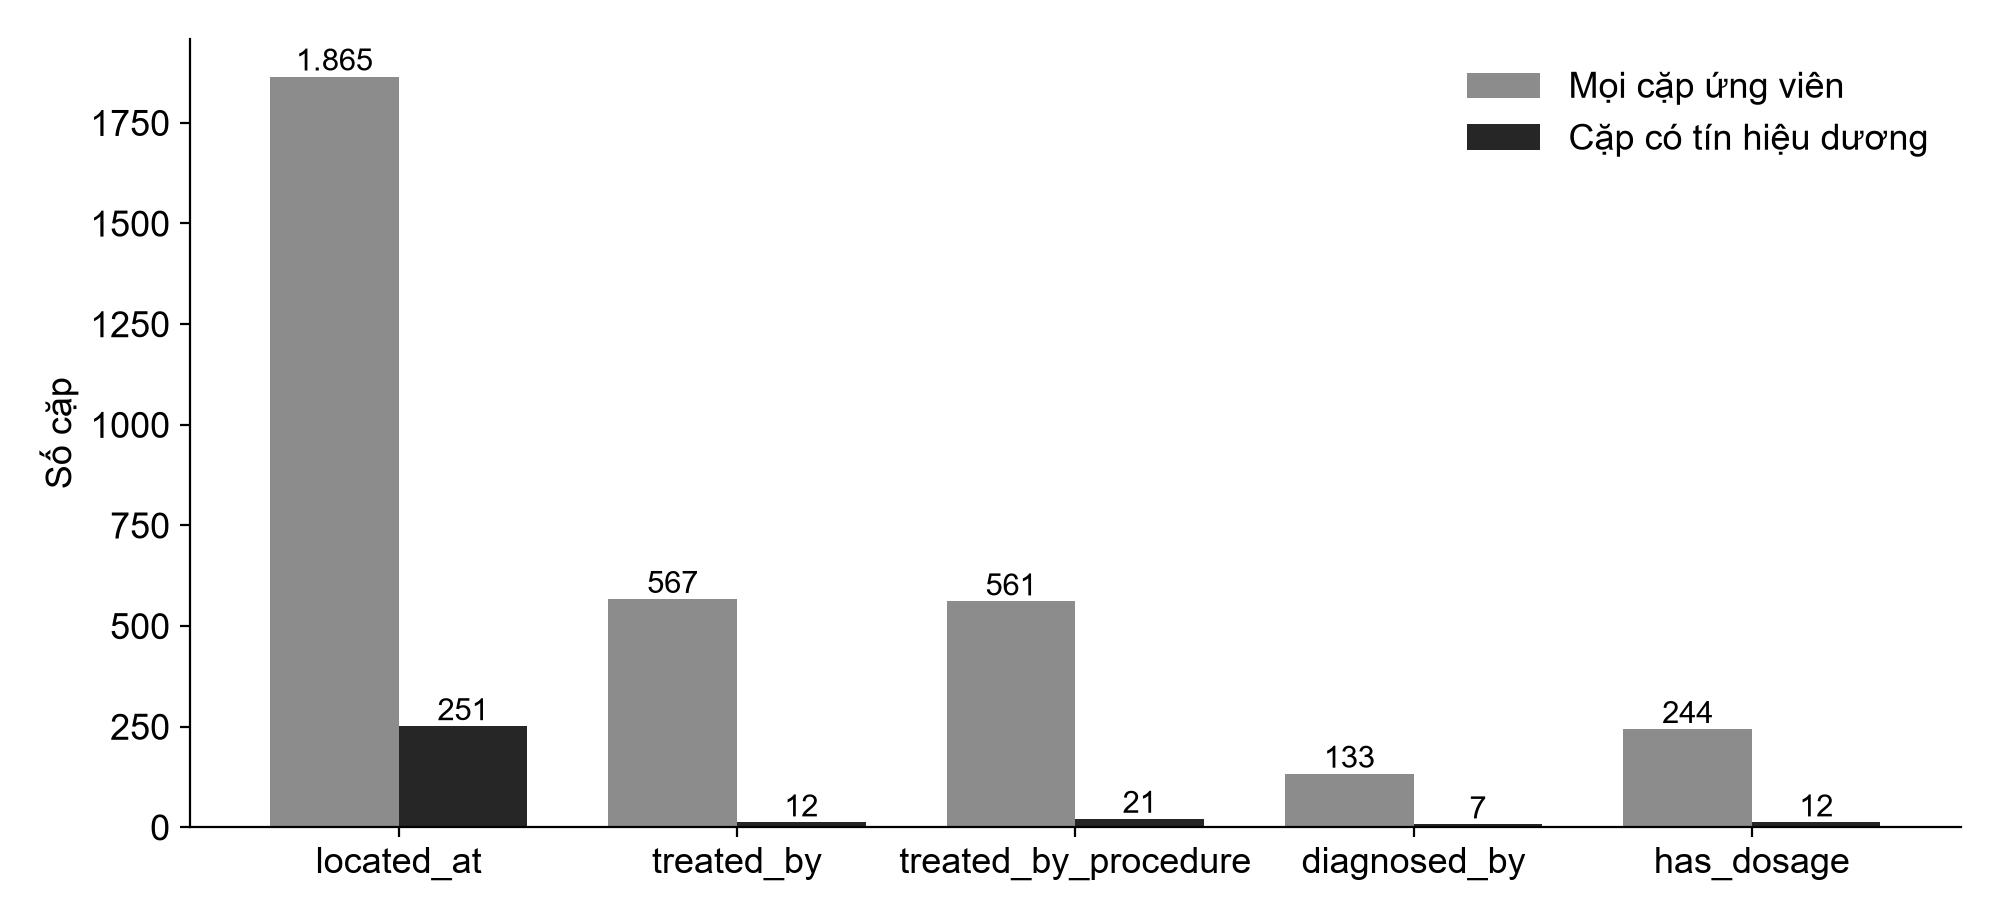 1.865
Mọi cặp ứng viên
Cặp có tín hiệu dương
Số cặp
1750
1500
1250
1000
750
500
250
0
251
567
12
561
21
133
7
244
12
located_at
treated_by
treated_by_procedure
diagnosed_by
has_dosage